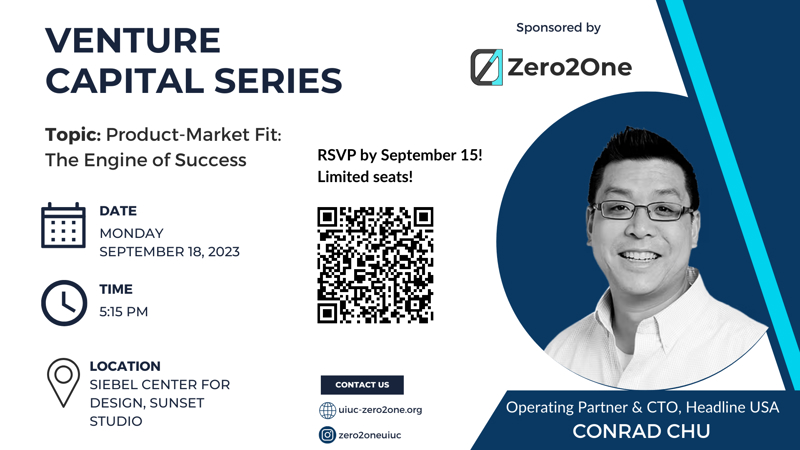 VENTURE
CAPITAL SERIES
Topic: Product-Market Fit:
The Engine of Success
DATE
MONDAY
SEPTEMBER 18, 2023
TIME
5:15 PM
LOCATION
SIEBEL CENTER FOR
DESIGN, SUNSET
STUDIO
RSVP by September 15!
Limited seats!
CONTACT US
uiuc-zero2one.org
zero2oneuiuc
Sponsored by
Zero2One
Operating Partner & CTO, Headline USA
CONRAD CHU